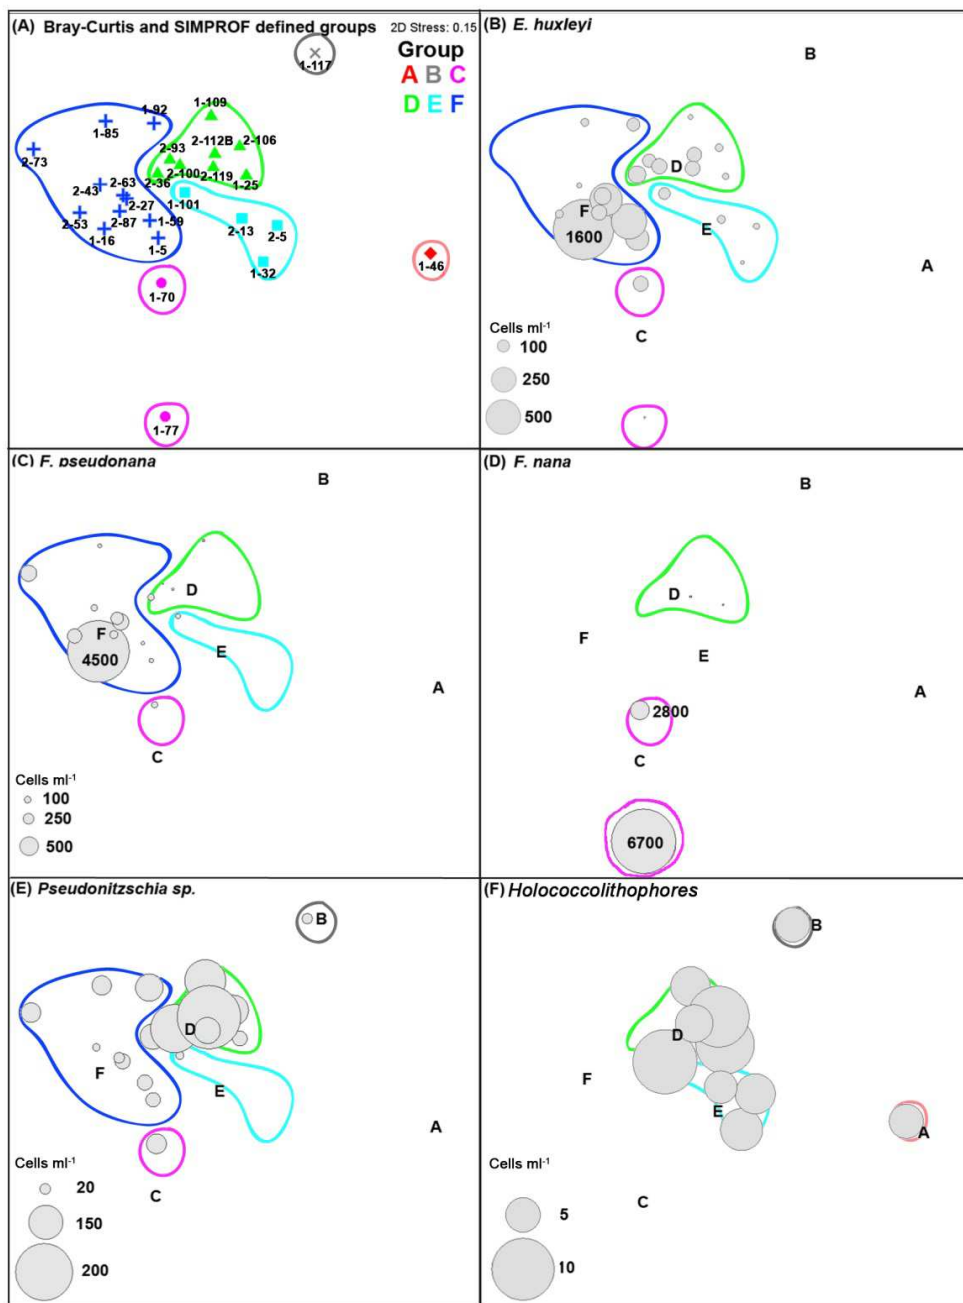 (A) Bray-Curtis and SIMPROF defined groups
2D Stress: 0.15
Group
A B C
D E F
1-117
1-109
1-92
1-85
2-112B
2-106
2-93
2-73
2-100
2-119
2-36
1-25
2-63
2-43
1-101
2-27
2-53
2-87
1-59
2-13
2-5
1-16
1-5
1-32
1-46
1-70
1-77
(B) E. huxleyi
B
D
F
1600
E
A
C
Cells ml-1
100
250
500
(C) F. pseudonana
B
D
F
E
4500
A
C
Cells ml-1
100
250
500
(D) F. nana
B
D
F
E
A
2800
C
6700
(E) Pseudonitzschia sp.
B
D
F
E
A
C
Cells ml-1
20
150
200
(F) Holococcolithophores
B
D
F
E
A
C
Cells ml-1
5
10